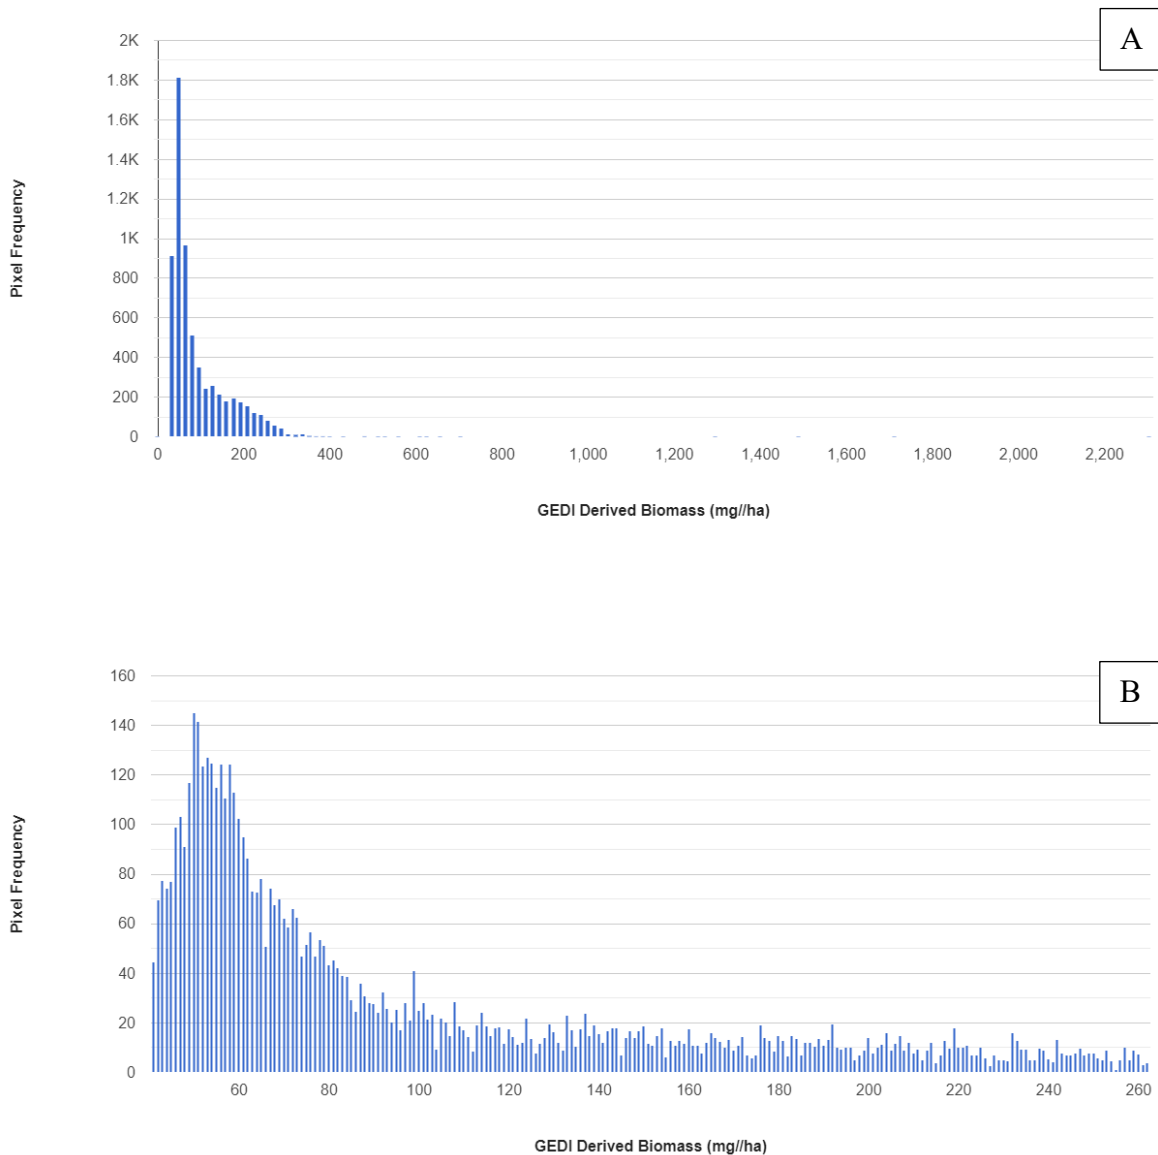 A
2K
1.8K
1.6K
1.4K
1.2K
1K
800
600
400
200
0
Pixel Frequency
0 200 400 600 800 1,000 1,200 1,400 1,600 1,800 2,000 2,200
GEDI Derived Biomass (mg//ha)
B
160
140
120
100
80
60
40
20
0
Pixel Frequency
60 80 100 120 140 160 180 200 220 240 260
GEDI Derived Biomass (mg//ha)